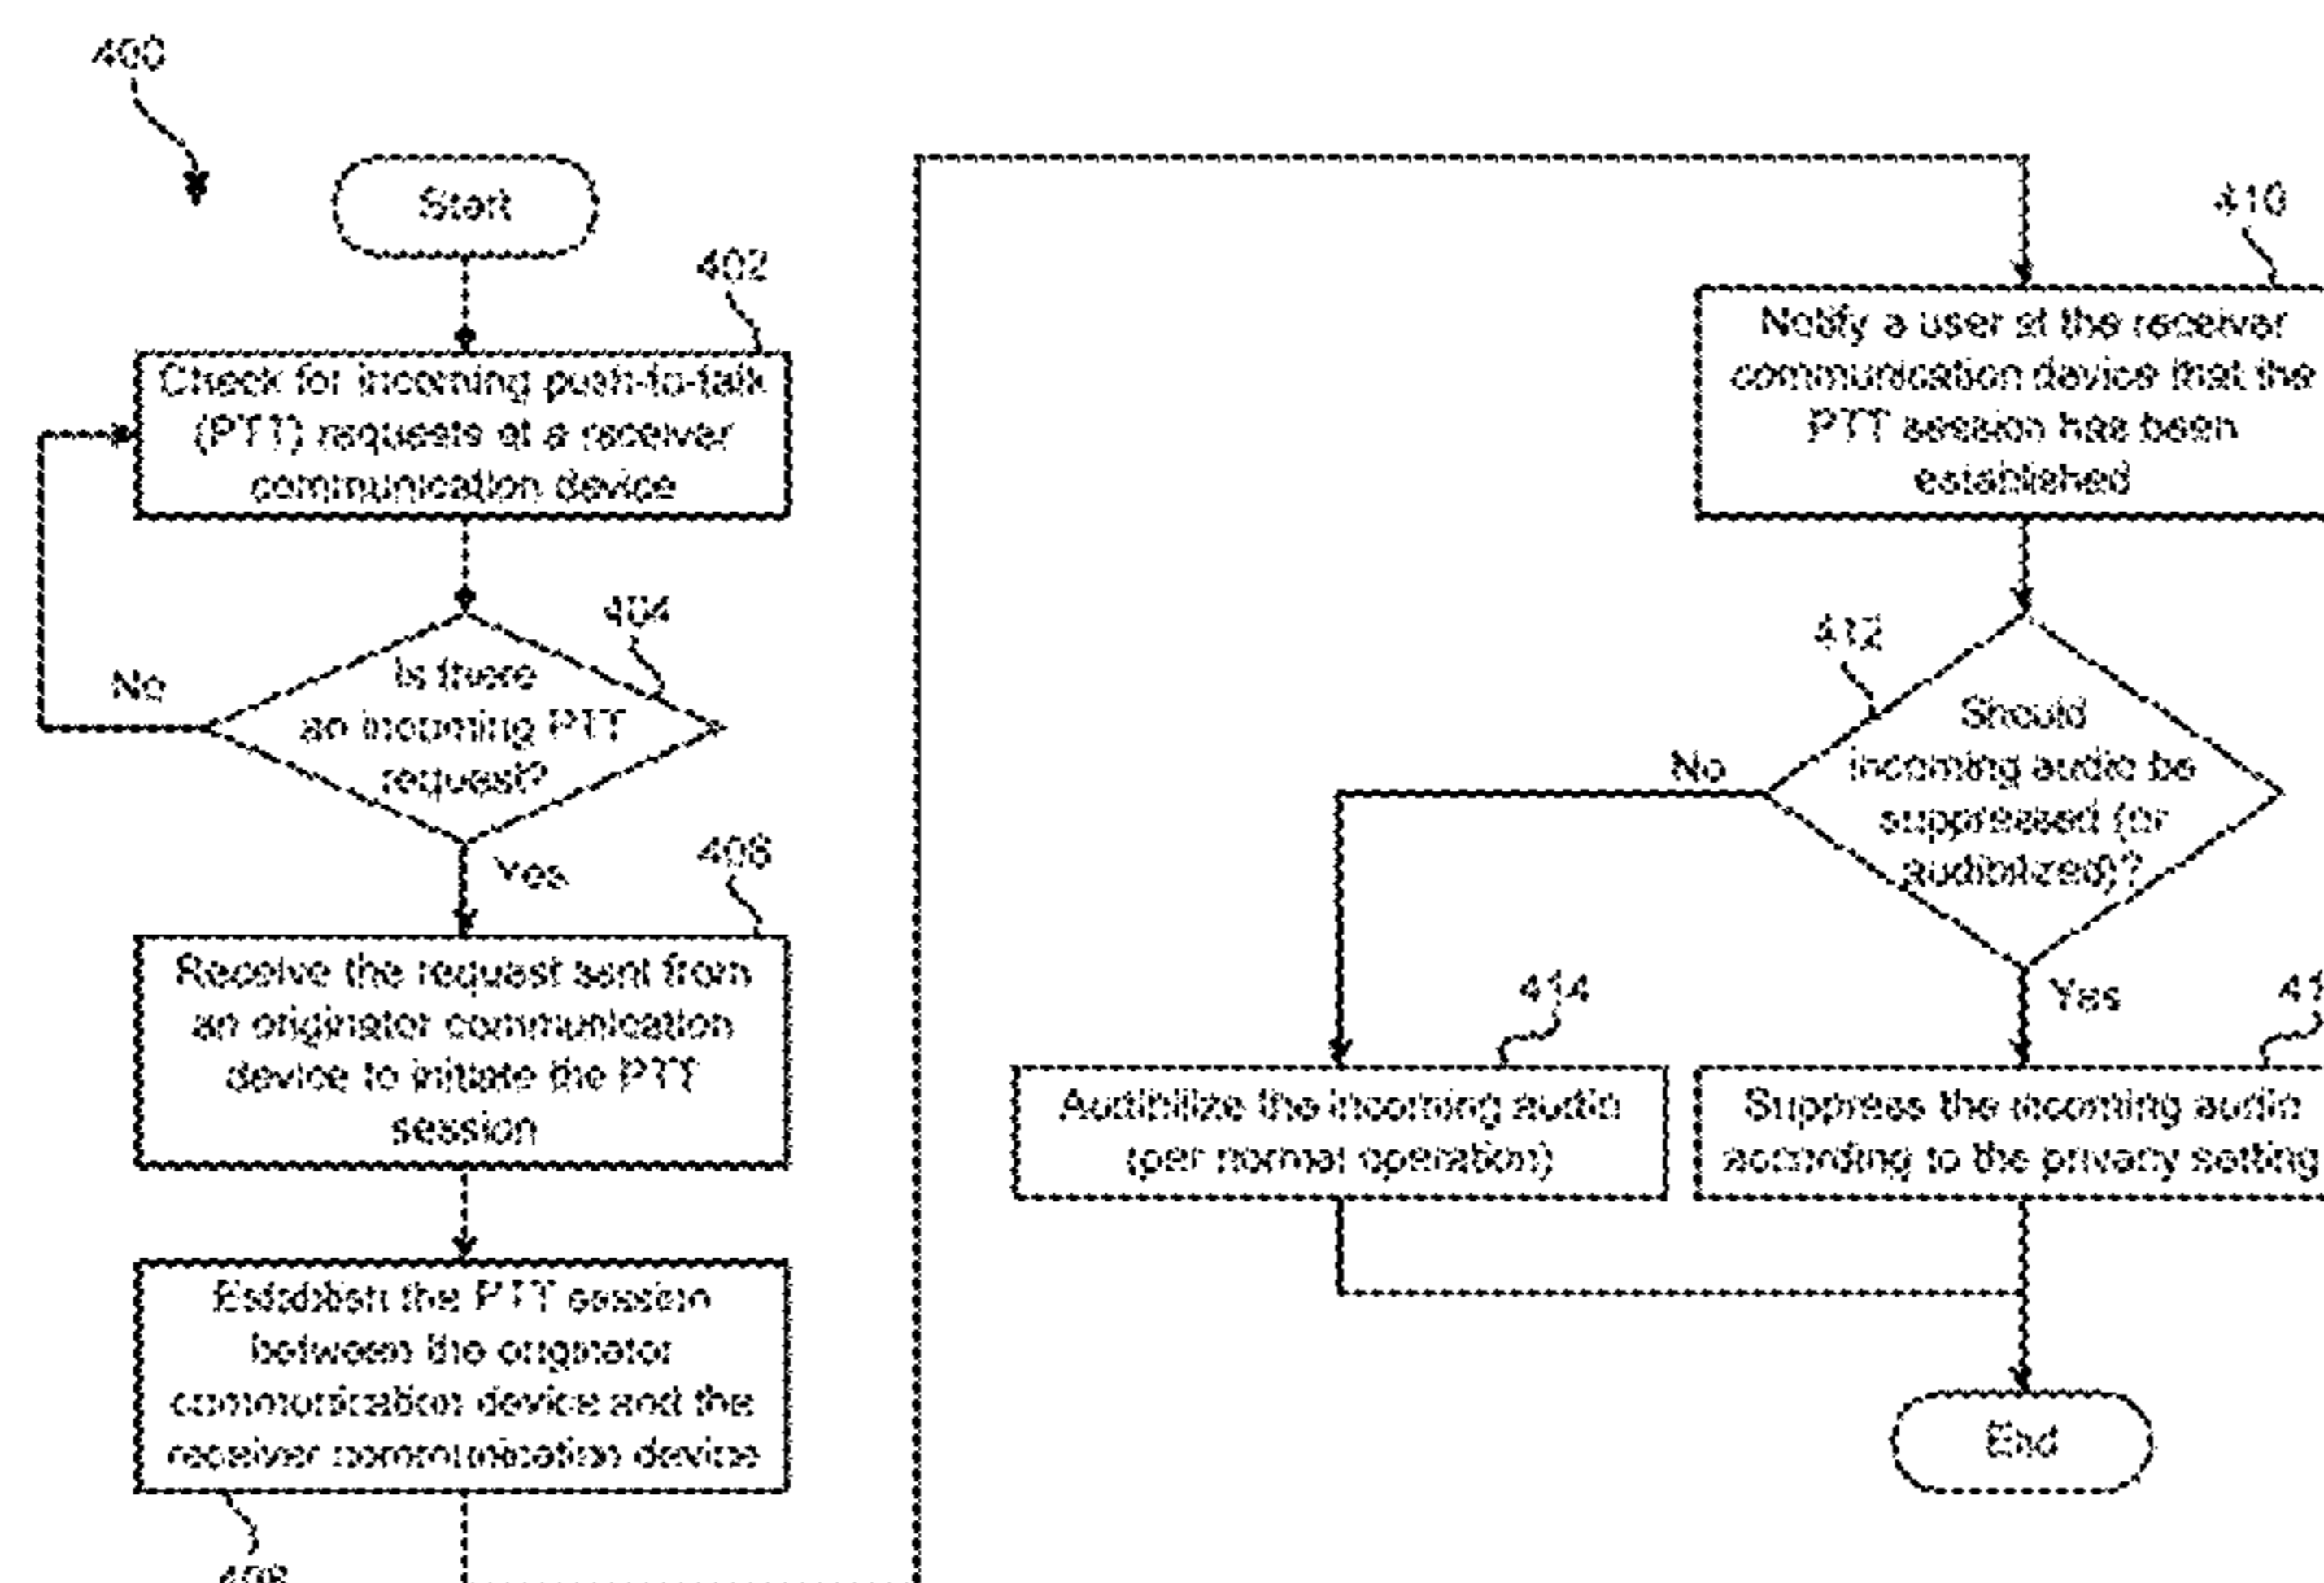 400
Start
402
Check for incoming push-to-talk
(PTT) requests at a receiver
communication device
404
Is there
an incoming PTT
request?
No
Yes
406
Receive the request sent from
an originator communication
device to initiate the PTT
session
Establish the PTT session
between the originator
communication device and the
receiver communication device
408
410
Notify a user at the receiver
communication device that the
PTT session has been
established
412
Should
incoming audio be
suppressed (or
audibilized)?
No
Yes
414
Audibilize the incoming audio
(per normal operation)
Suppress the incoming audio
according to the privacy setting
End